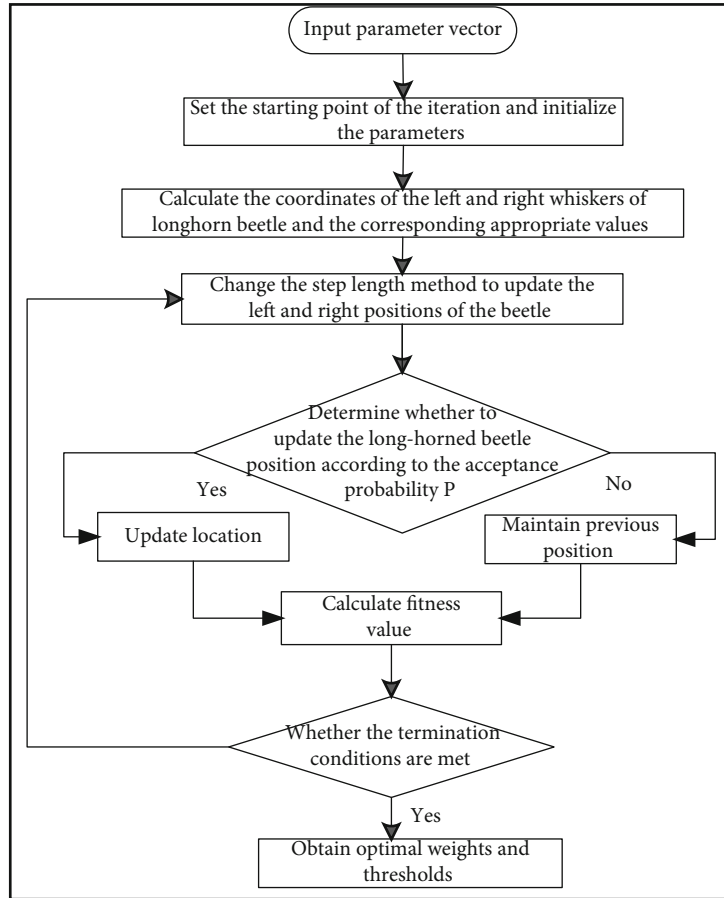 Input parameter vector
Set the starting point of the iteration and initialize
the parameters
Calculate the coordinates of the left and right whiskers of
longhorn beetle and the corresponding appropriate values
Change the step length method to update the
left and right positions of the beetle
Determine whether to
update the long-horned beetle
position according to the acceptance
probability P
Yes
No
Update location
Maintain previous
position
Calculate fitness
value
Whether the termination
conditions are met
Yes
Obtain optimal weights and
thresholds